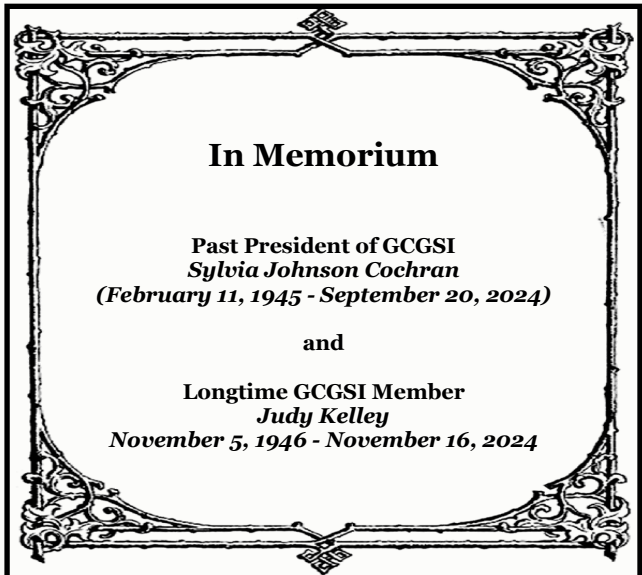 In Memorium
Past President of GCGSI
Sylvia Johnson Cochran
(February 11, 1945 - September 20, 2024)
and
Longtime GCGSI Member
Judy Kelley
November 5, 1946 - November 16, 2024